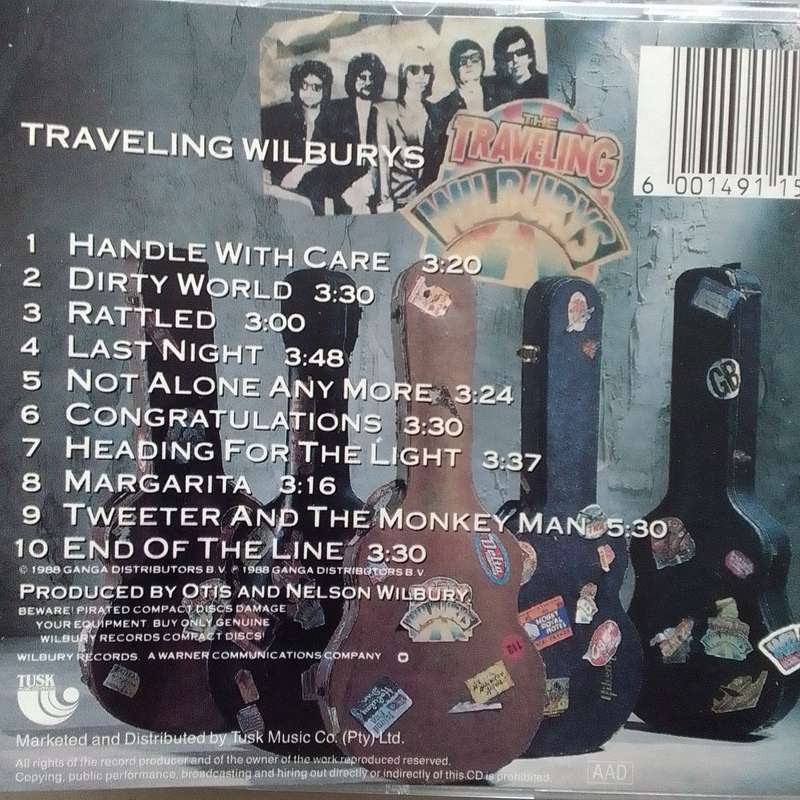 THE
TRAVELING
WILBURYS
TRAVELING WILBURYS
6 001491 15
1 HANDLE WITH CARE 3:20
2 DIRTY WORLD 3:30
3 RATTLED 3:00
4 LAST NIGHT 3:48
5 NOT ALONE ANY MORE 3:24
6 CONGRATULATIONS 3:30
7 HEADING FOR THE LIGHT 3:37
8 MARGARITA 3:16
9 TWEETER AND THE MONKEY MAN 5:30
10 END OF THE LINE 3:30
GB
Delta
© 1988 GANGA DISTRIBUTORS B.V. ℗ 1988 GANGA DISTRIBUTORS B.V
PRODUCED BY OTIS AND NELSON WILBURY
BEWARE! PIRATED COMPACT DISCS DAMAGE
YOUR EQUIPMENT. BUY ONLY GENUINE
WILBURY RECORDS COMPACT DISCS!
WILBURY RECORDS. A WARNER COMMUNICATIONS COMPANY
WILBURYS
TUSK
Marketed and Distributed by Tusk Music Co. (Pty) Ltd.
All rights of the record producer and of the owner of the work reproduced reserved.
Copying, public performance, broadcasting and hiring out directly or indirectly of this CD is prohibited.
AAD